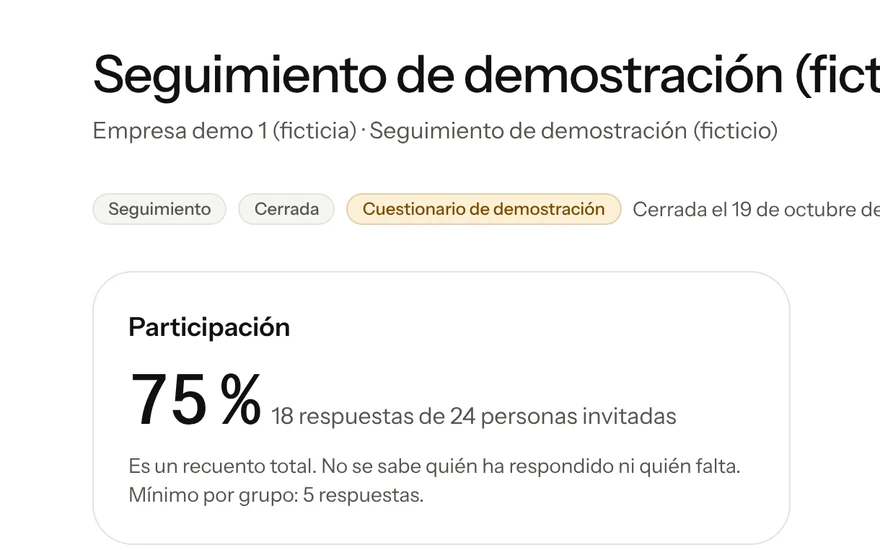 Seguimiento de demostración (fict
Empresa demo 1 (ficticia) · Seguimiento de demostración (ficticio)
Seguimiento Cerrada Cuestionario de demostración Cerrada el 19 de octubre de
Participación
75 % 18 respuestas de 24 personas invitadas
Es un recuento total. No se sabe quién ha respondido ni quién falta.
Mínimo por grupo: 5 respuestas.